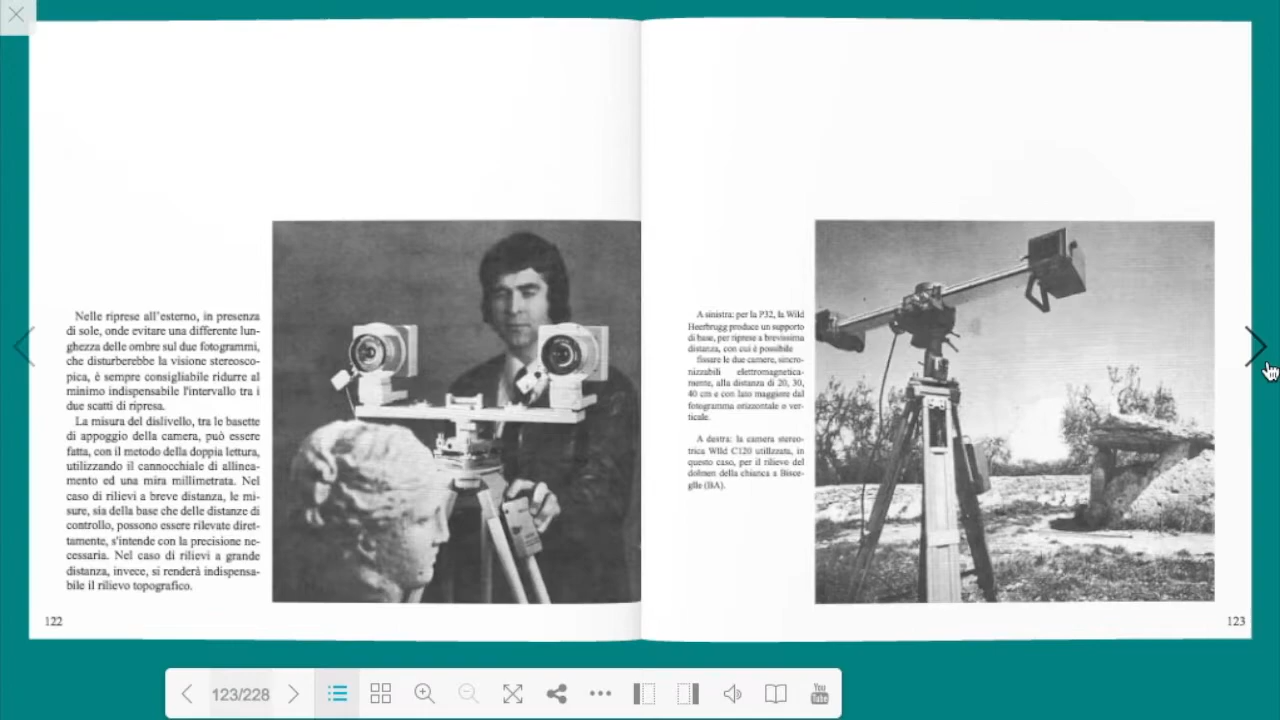 Nelle riprese all'esterno, in presenza
di sole, onde evitare una differente lun-
ghezza delle ombre sul due fotogrammi,
che disturberebbe la visione stereosco-
pica, è sempre consigliabile ridurre al
minimo indispensabile l'intervallo tra i
due scatti di ripresa.
La misura del dislivello, tra le basette
di appoggio della camera, può essere
fatta, con il metodo della doppia lettura,
utilizzando il cannocchiale di allinea-
mento ed una mira millimetrata. Nel
caso di rilievi a breve distanza, le mi-
sure, sia della base che delle distanze di
controllo, possono essere rilevate diret-
tamente, s'intende con la precisione ne-
cessaria. Nel caso di rilievi a grande
distanza, invece, si renderà indispensa-
bile il rilievo topografico.
122
A sinistra: per la P32, la Wild
Heerbrugg produce un supporto
di base, per riprese a brevissima
distanza, con cui è possibile
fissare le due camere, sincro-
nizzabili elettromagnetica-
mente, alla distanza di 20, 30,
40 cm e con lato maggiore dal
fotogramma orizzontale o ver-
ticale.
A destra: la camera stereo-
trica Wild C120 utilizzata, in
questo caso, per il rilievo del
dolmen della chianca a Bisce-
glie (BA).
123
123/228
You
Tube